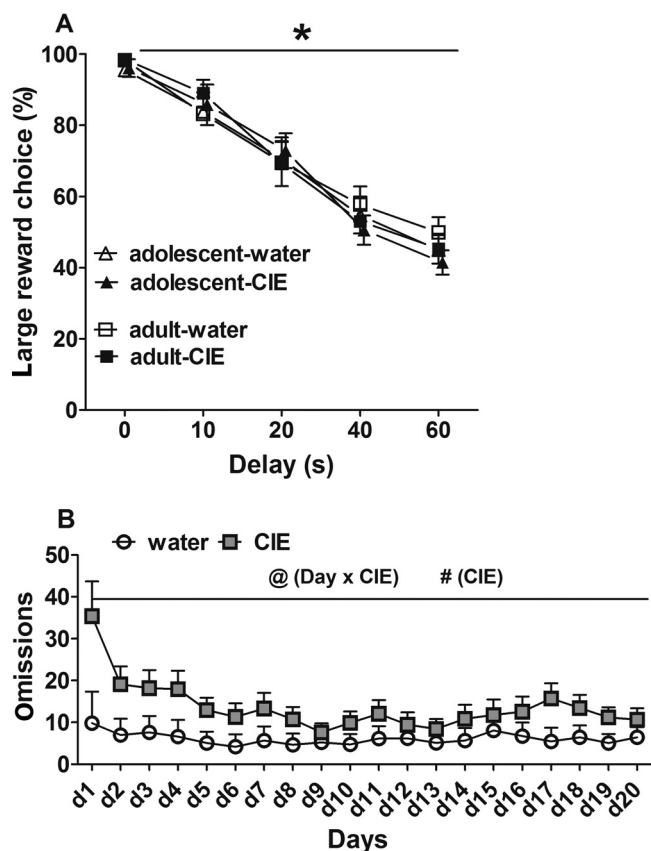 A
*
Large reward choice (%)
100
80
60
40
20
0
adolescent-water
adolescent-CIE
adult-water
adult-CIE
0 10 20 40 60
Delay (s)
B
water CIE
@ (Day x CIE) # (CIE)
Omissions
50
40
30
20
10
0
d1 d2 d3 d4 d5 d6 d7 d8 d9 d10 d11 d12 d13 d14 d15 d16 d17 d18 d19 d20
Days